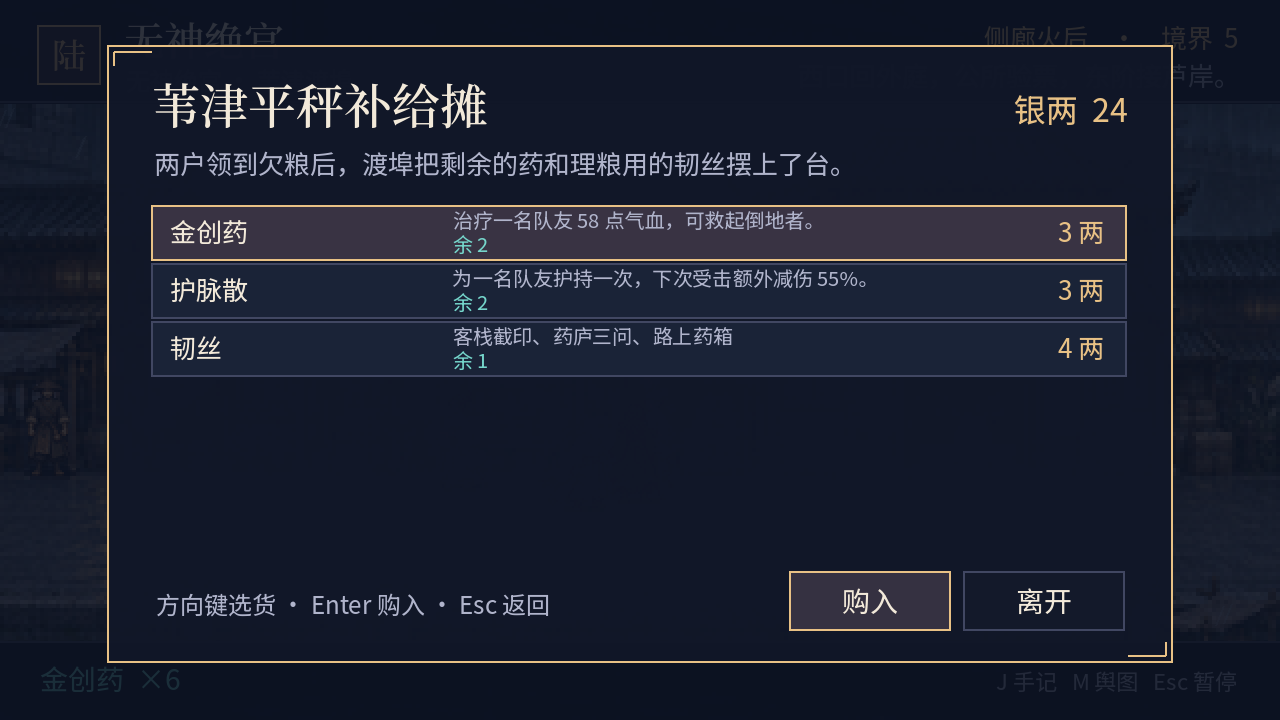 陆
无神绝宫
侧廊火后 · 境界 5
芦岸。
苇津平秤补给摊
银两 24
两户领到欠粮后，渡埠把剩余的药和理粮用的韧丝摆上了台。
金创药
治疗一名队友 58 点气血，可救起倒地者。
余 2
3 两
护脉散
为一名队友护持一次，下次受击额外减伤 55%。
余 2
3 两
韧丝
客栈截印、药庐三问、路上药箱
余 1
4 两
方向键选货 · Enter 购入 · Esc 返回
购入
离开
金创药 ×6
J 手记 M 舆图 Esc 暂停